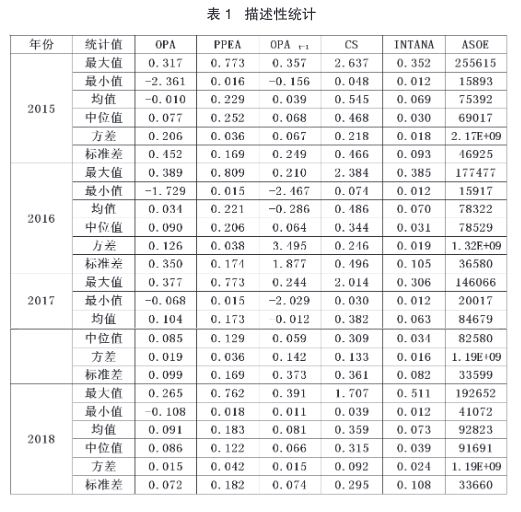 表 1 描述性统计
年份 统计值 OPA PPEA OPA t-1 CS INTANA ASOE
2015 最大值 0.317 0.773 0.357 2.637 0.352 255615
最小值 -2.361 0.016 -0.156 0.048 0.012 15893
均值 -0.010 0.229 0.039 0.545 0.069 75392
中位值 0.077 0.252 0.068 0.468 0.030 69017
方差 0.206 0.036 0.067 0.218 0.018 2.17E+09
标准差 0.452 0.169 0.249 0.466 0.093 46925
2016 最大值 0.389 0.809 0.210 2.384 0.385 177477
最小值 -1.729 0.015 -2.467 0.074 0.012 15917
均值 0.034 0.221 -0.286 0.486 0.070 78322
中位值 0.090 0.206 0.064 0.344 0.031 78529
方差 0.126 0.038 3.495 0.246 0.019 1.32E+09
标准差 0.350 0.174 1.877 0.496 0.105 36580
2017 最大值 0.377 0.773 0.244 2.014 0.306 146066
最小值 -0.068 0.015 -2.029 0.030 0.012 20017
均值 0.104 0.173 -0.012 0.382 0.063 84679
中位值 0.085 0.129 0.059 0.309 0.034 82580
方差 0.019 0.036 0.142 0.133 0.016 1.19E+09
标准差 0.099 0.169 0.373 0.361 0.082 33599
2018 最大值 0.265 0.762 0.391 1.707 0.511 192652
最小值 -0.108 0.018 0.011 0.039 0.012 41072
均值 0.091 0.183 0.081 0.359 0.073 92823
中位值 0.086 0.122 0.066 0.315 0.039 91691
方差 0.015 0.042 0.015 0.092 0.024 1.19E+09
标准差 0.072 0.182 0.074 0.295 0.108 33660